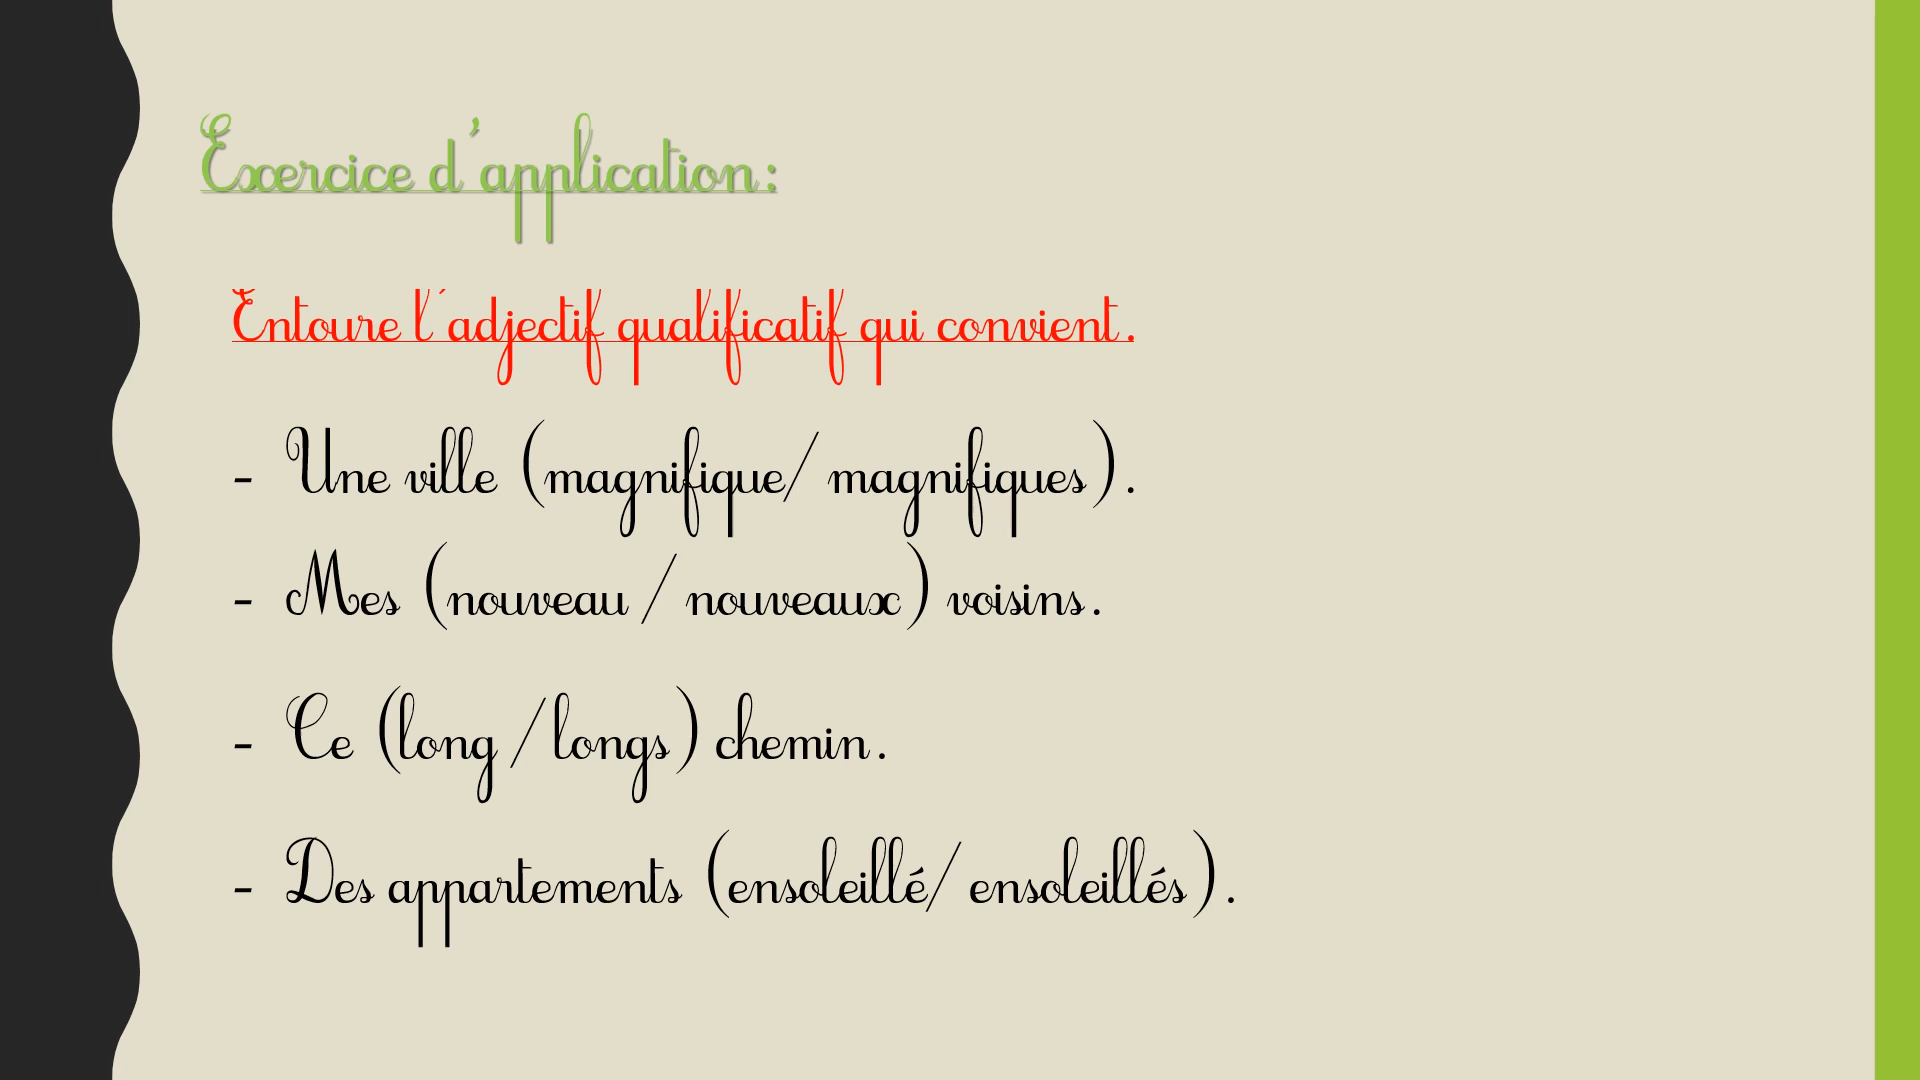 Exercice d'application:
Entoure l'adjectif qualificatif qui convient.
- Une ville (magnifique/ magnifiques).
- Mes (nouveau / nouveaux) voisins.
- Ce (long / longs) chemin.
- Des appartements (ensoleillé/ ensoleillés).